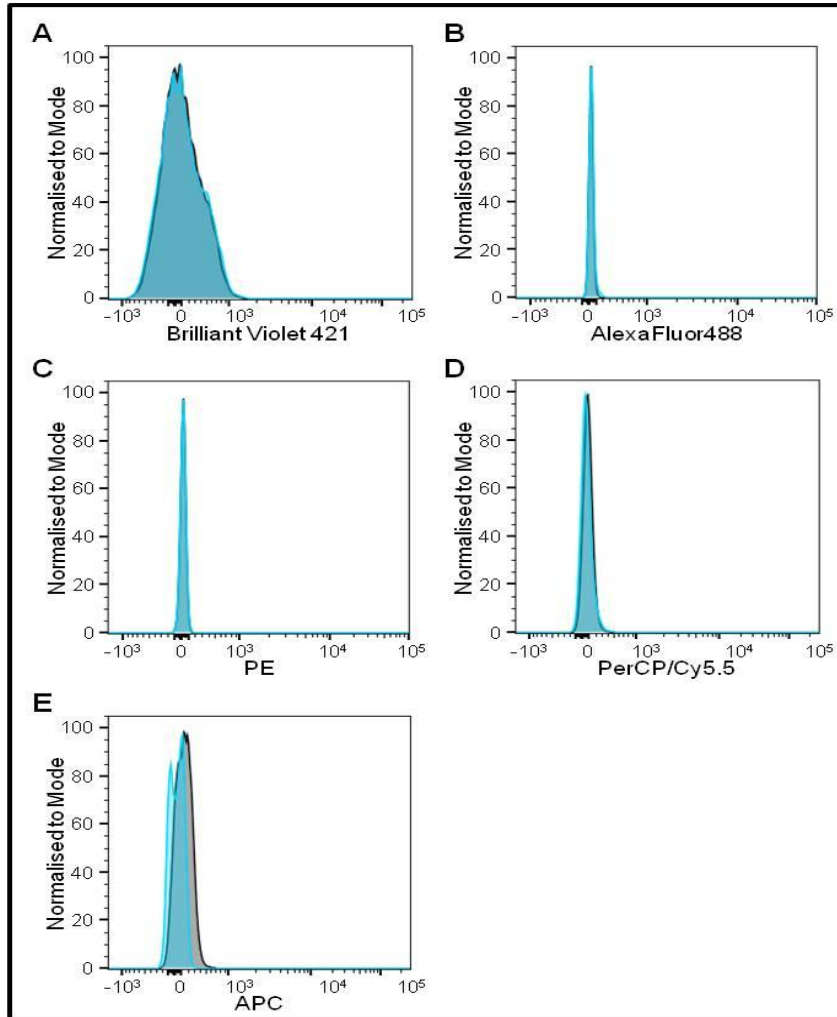 A
B
100
80
60
40
20
0
Normalised to Mode
-10³ 0 10³ 10⁴ 10⁵
Brilliant Violet 421
100
80
60
40
20
0
Normalised to Mode
-10³ 0 10³ 10⁴ 10⁵
AlexaFluor488
C
D
100
80
60
40
20
0
Normalised to Mode
-10³ 0 10³ 10⁴ 10⁵
PE
100
80
60
40
20
0
Normalised to Mode
-10³ 0 10³ 10⁴ 10⁵
PerCP/Cy5.5
E
100
80
60
40
20
0
Normalised to Mode
-10³ 0 10³ 10⁴ 10⁵
APC